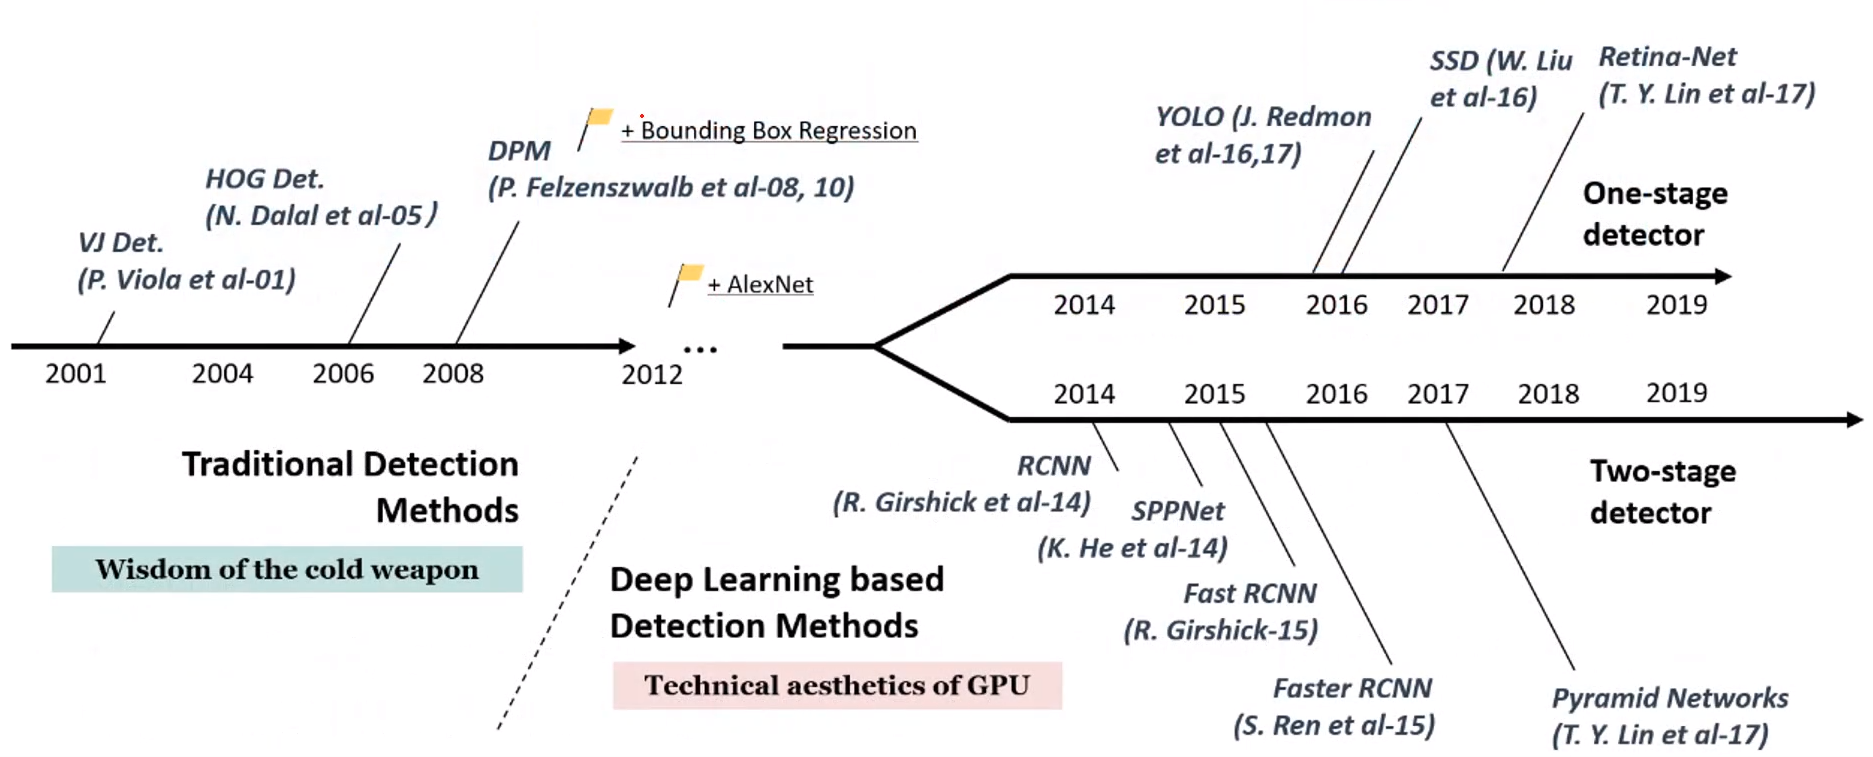 VJ Det.
(P. Viola et al-01)
HOG Det.
(N. Dalal et al-05)
DPM
(P. Felzenszwalb et al-08, 10)
+ Bounding Box Regression
+ AlexNet
...
2001 2004 2006 2008 2012
Traditional Detection
Methods
Wisdom of the cold weapon
Deep Learning based
Detection Methods
Technical aesthetics of GPU
YOLO (J. Redmon
et al-16,17)
SSD (W. Liu
et al-16)
Retina-Net
(T. Y. Lin et al-17)
One-stage
detector
2014 2015 2016 2017 2018 2019
2014 2015 2016 2017 2018 2019
Two-stage
detector
RCNN
(R. Girshick et al-14)
SPPNet
(K. He et al-14)
Fast RCNN
(R. Girshick-15)
Faster RCNN
(S. Ren et al-15)
Pyramid Networks
(T. Y. Lin et al-17)